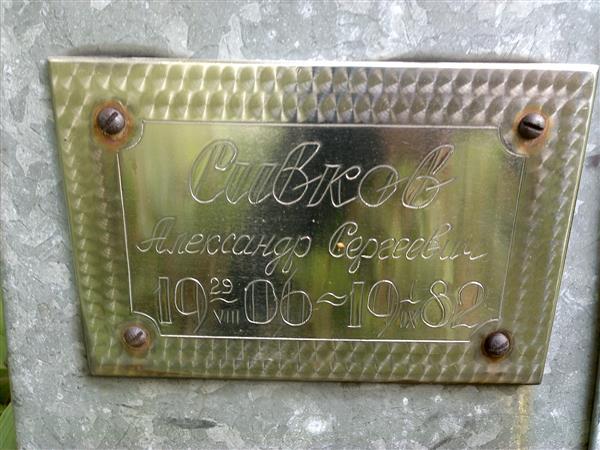 Сивков
Александр Сергеевич
19 29/VIII 06 ~ 19 1/IX 82